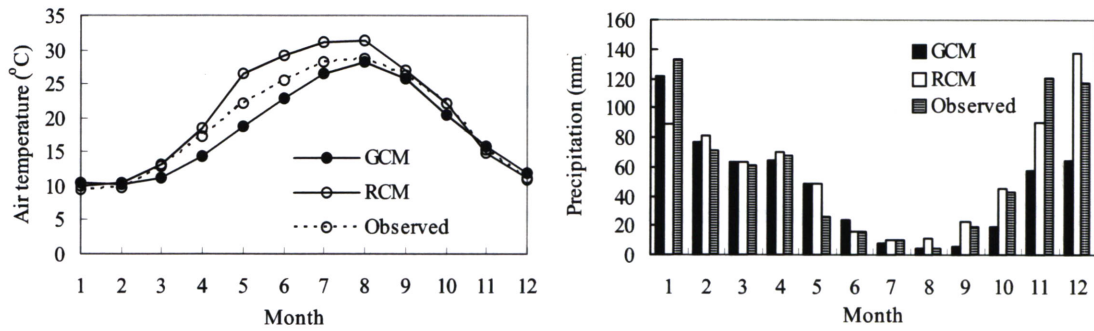 Air temperature (°C)
35
30
25
20
15
10
5
0
GCM
RCM
Observed
1 2 3 4 5 6 7 8 9 10 11 12
Month
Precipitation (mm
160
140
120
100
80
60
40
20
0
GCM
RCM
Observed
1 2 3 4 5 6 7 8 9 10 11 12
Month